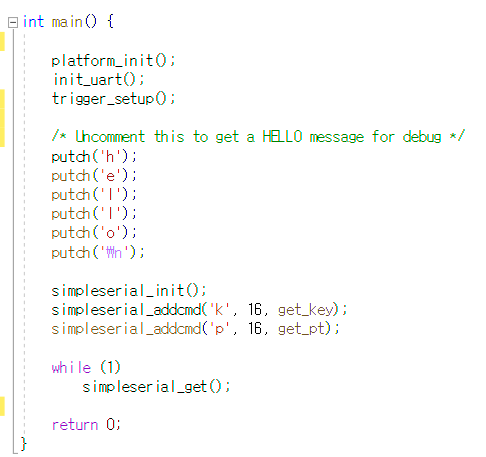 int main() {
platform_init();
init_uart();
trigger_setup();
/* Uncomment this to get a HELLO message for debug */
putch('h');
putch('e');
putch('l');
putch('l');
putch('o');
putch('₩n');
simpleserial_init();
simpleserial_addcmd('k', 16, get_key);
simpleserial_addcmd('p', 16, get_pt);
while (1)
simpleserial_get();
return 0;
}